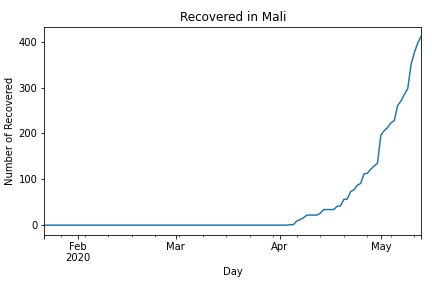 Recovered in Mali
400
300
200
100
0
Number of Recovered
Feb
2020
Mar
Apr
May
Day